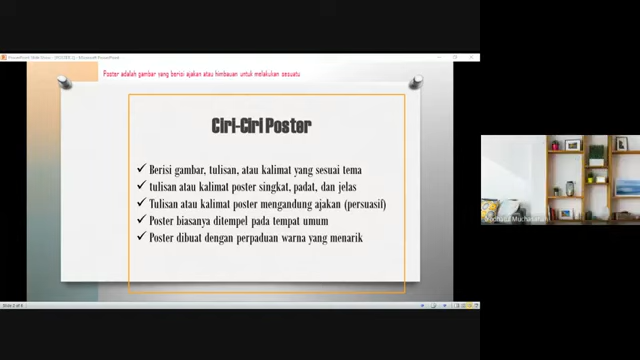 Poster adalah gambar yang berisi ajakan atau himbauan untuk melakukan sesuatu
Ciri-Ciri Poster
✓ Berisi gambar, tulisan, atau kalimat yang sesuai tema
✓ tulisan atau kalimat poster singkat, padat, dan jelas
✓ Tulisan atau kalimat poster mengandung ajakan (persuasif)
✓ Poster biasanya ditempel pada tempat umum
✓ Poster dibuat dengan perpaduan warna yang menarik